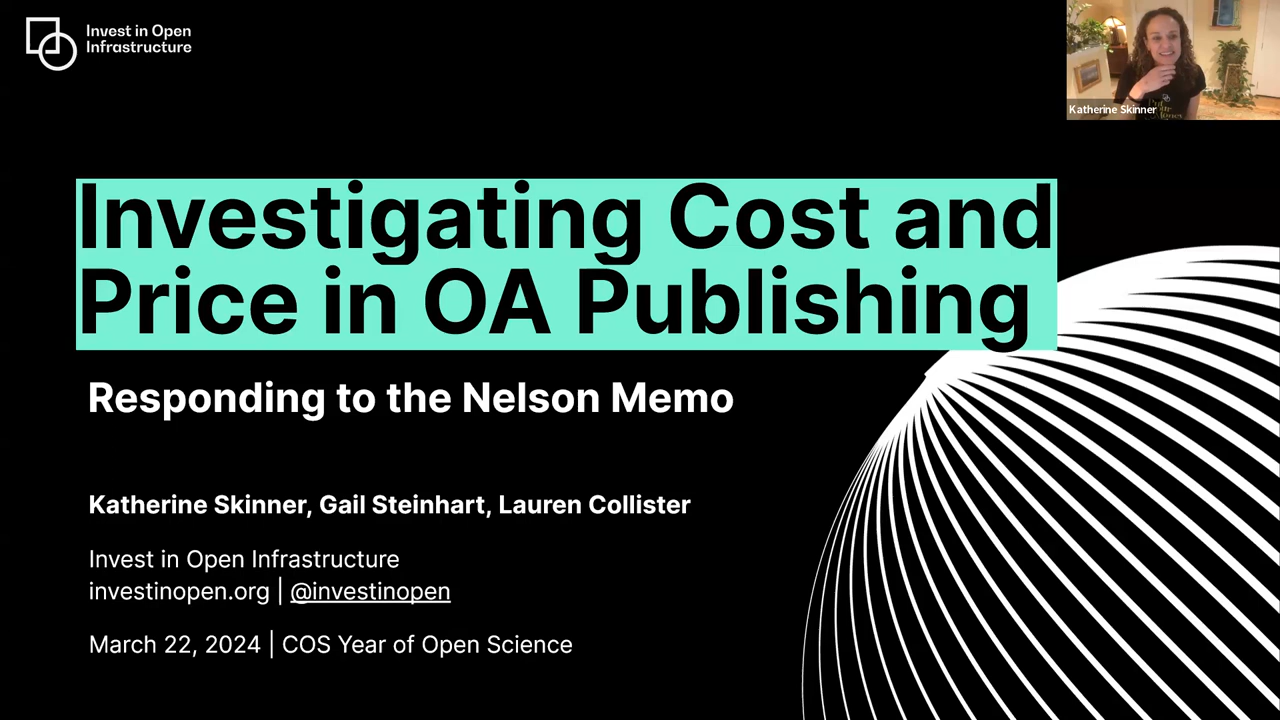 Invest in Open
Infrastructure
Katherine Skinner
Investigating Cost and
Price in OA Publishing
Responding to the Nelson Memo
Katherine Skinner, Gail Steinhart, Lauren Collister
Invest in Open Infrastructure
investinopen.org | @investinopen
March 22, 2024 | COS Year of Open Science